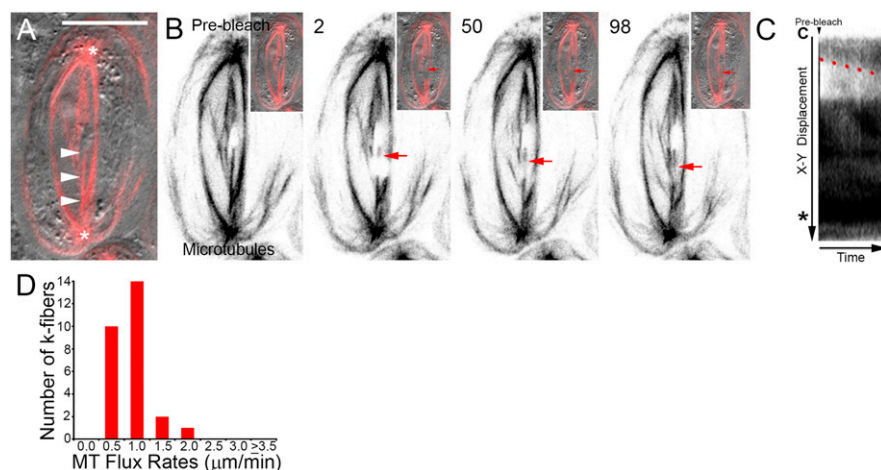 A
*
*
B Pre-bleach
2
50
98
Microtubules
C
Pre-bleach
c
X-Y Displacement
*
Time
D
Number of k-fibers
14
12
10
8
6
4
2
0
0.0 0.5 1.0 1.5 2.0 2.5 3.0 >3.5
MT Flux Rates (µm/min)